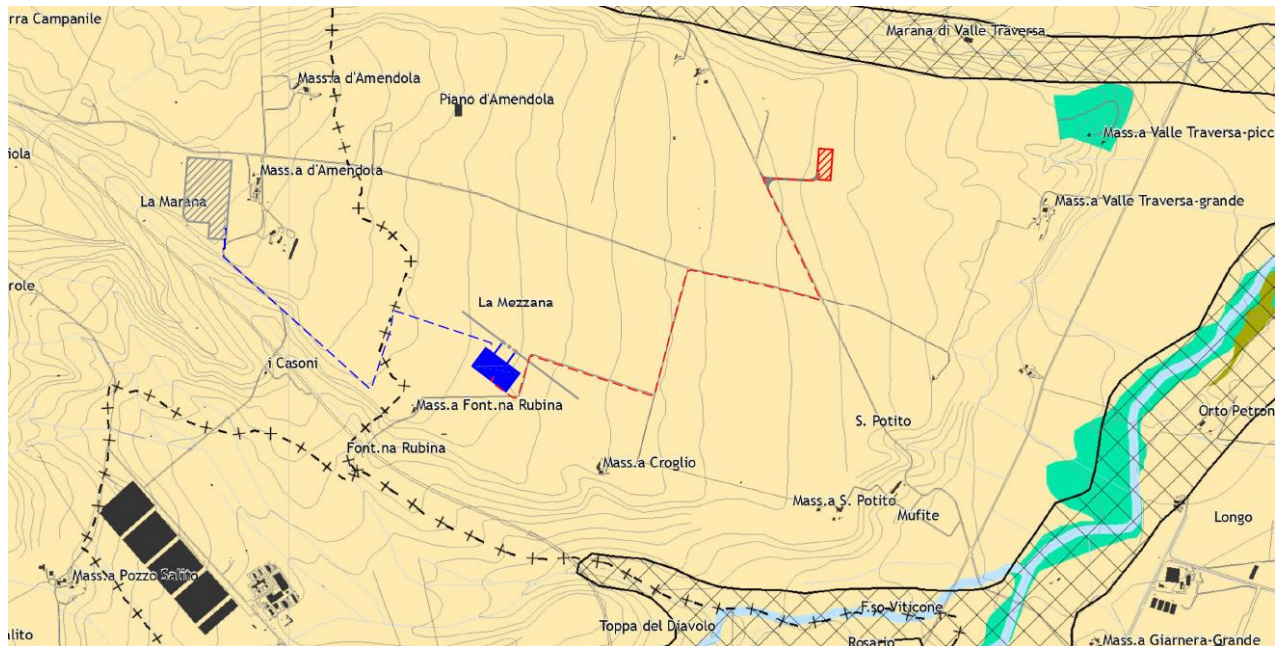 rra Campanile
Marana di Valle Traversa
Mass.a d'Amendola
Piano d'Amendola
Mass.a Valle Traversa-picc
iola
Mass.a d'Amendola
La Marana
Mass.a Valle Traversa-grande
role
La Mezzana
i Casoni
Mass.a Font.na Rubina
Orto Petron
S. Potito
Font.na Rubina
Mass.a Croglio
Mass.a S. Potito
Mufite
Longo
Mass.a Pozzo Salito
F.so Viticone
Toppa del Diavolo
alito
Rosario
Mass.a Giarnera-Grande